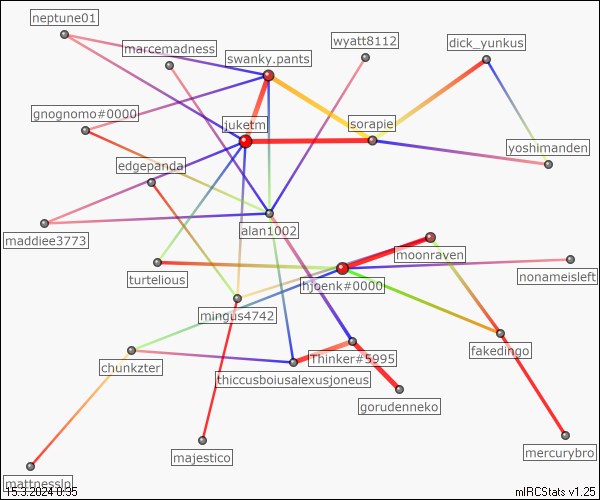 neptune01
wyatt8112
marcemadness
dick_yunkus
swanky.pants
gnognomo#0000
juketm
sorapie
yoshimanden
edgepanda
alan1002
maddiee3773
moonraven
turtelious
nonameisleft
hjoenk#0000
mingus4742
fakedingo
Thinker#5995
chunkzter
thiccusboiusalexusjoneus
gorudenneko
mercurybro
majestico
mattnesslp
15.3.2024 0:35
mIRCStats v1.25